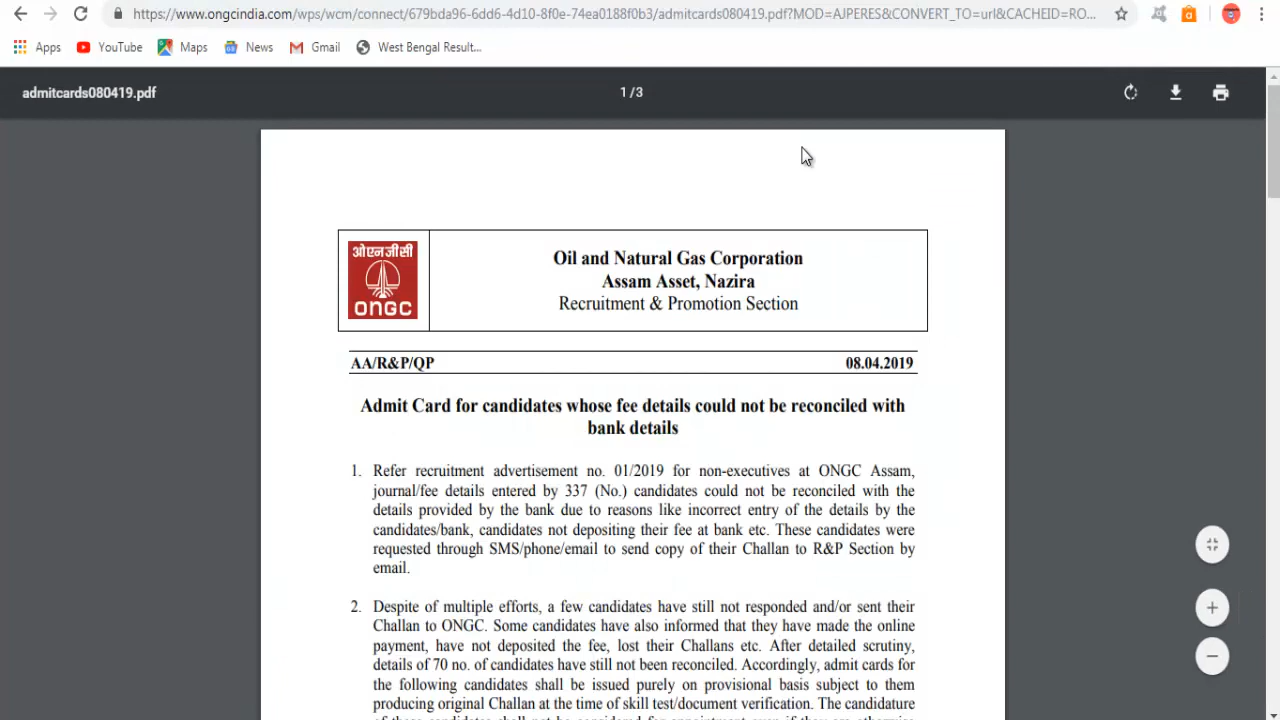 https://www.ongcindia.com/wps/wcm/connect/679bda96-6dd6-4d10-8f0e-74ea0188f0b3/admitcards080419.pdf?MOD=AJPERES&CONVERT_TO=url&CACHEID=RO...
Apps YouTube Maps News Gmail West Bengal Result...
admitcards080419.pdf 1 / 3
ओएनजीसी
ONGC
Oil and Natural Gas Corporation
Assam Asset, Nazira
Recruitment & Promotion Section
AA/R&P/QP 08.04.2019
Admit Card for candidates whose fee details could not be reconciled with
bank details
1. Refer recruitment advertisement no. 01/2019 for non-executives at ONGC Assam,
journal/fee details entered by 337 (No.) candidates could not be reconciled with the
details provided by the bank due to reasons like incorrect entry of the details by the
candidates/bank, candidates not depositing their fee at bank etc. These candidates were
requested through SMS/phone/email to send copy of their Challan to R&P Section by
email.
2. Despite of multiple efforts, a few candidates have still not responded and/or sent their
Challan to ONGC. Some candidates have also informed that they have made the online
payment, have not deposited the fee, lost their Challans etc. After detailed scrutiny,
details of 70 no. of candidates have still not been reconciled. Accordingly, admit cards for
the following candidates shall be issued purely on provisional basis subject to them
producing original Challan at the time of skill test/document verification. The candidature